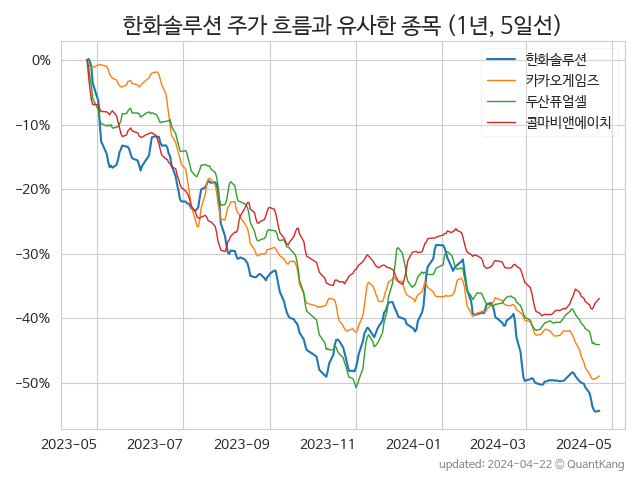 한화솔루션 주가 흐름과 유사한 종목 (1년, 5일선)
한화솔루션
카카오게임즈
두산퓨얼셀
콜마비앤에이치
0%
−10%
−20%
−30%
−40%
−50%
2023-05 2023-07 2023-09 2023-11 2024-01 2024-03 2024-05
updated: 2024-04-22 © QuantKang